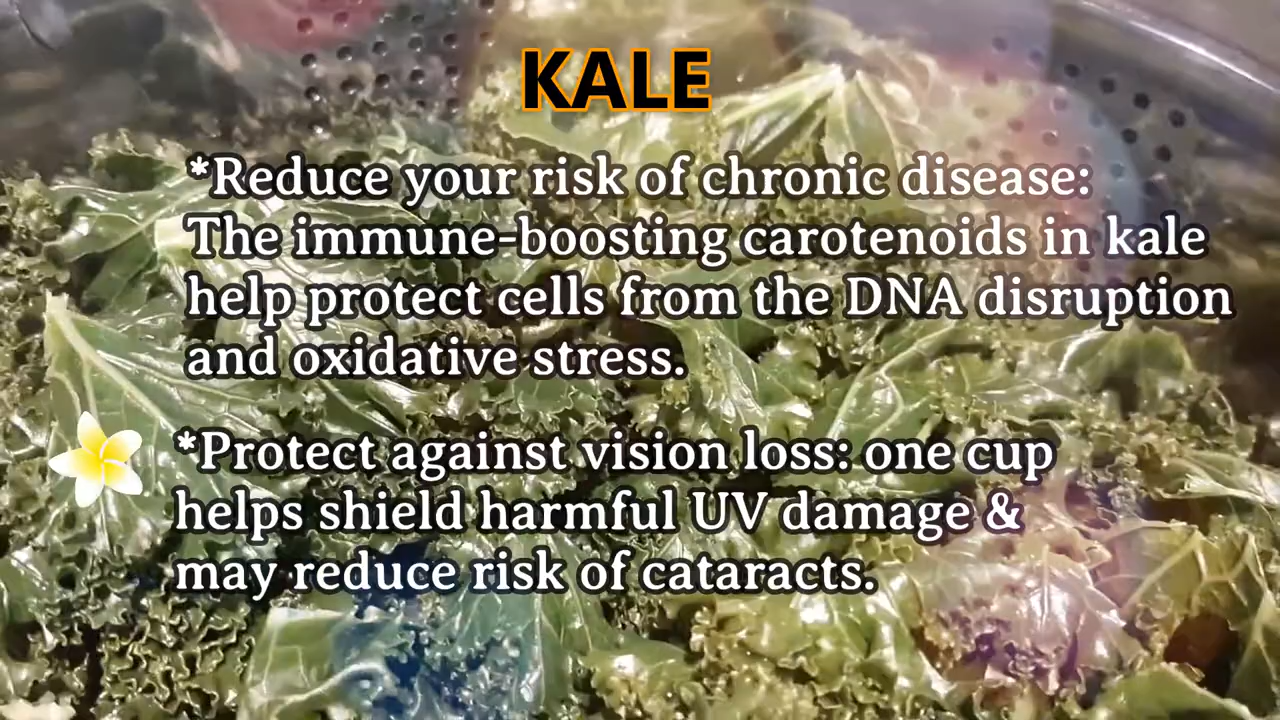 KALE
*Reduce your risk of chronic disease:
The immune-boosting carotenoids in kale
help protect cells from the DNA disruption
and oxidative stress.
*Protect against vision loss: one cup
helps shield harmful UV damage &
may reduce risk of cataracts.